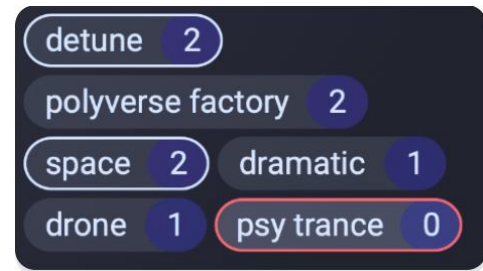 detune 2
polyverse factory 2
space 2 dramatic 1
drone 1 psy trance 0